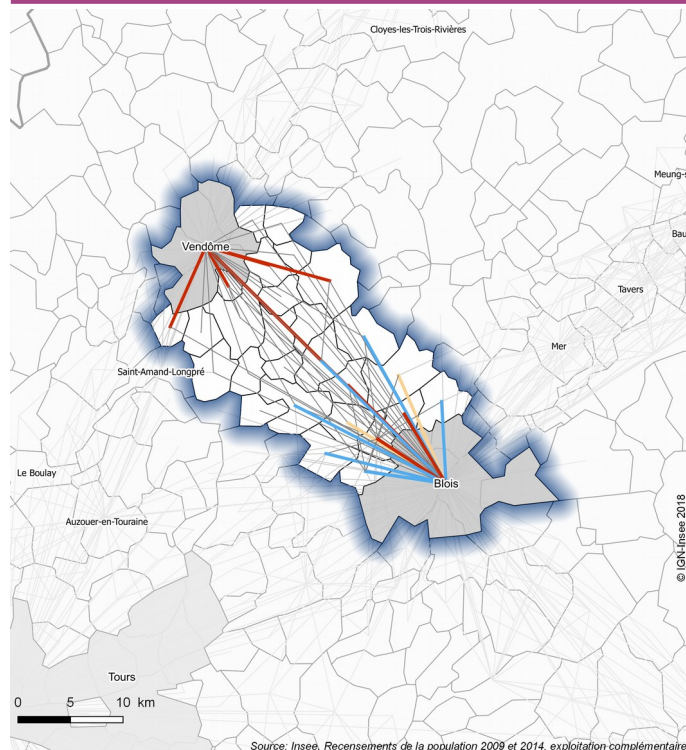 Cloyes-les-Trois-Rivières
Meung-s
Bau
Vendôme
Tavers
Mer
Saint-Amand-Longpré
Le Boulay
Blois
Auzouer-en-Touraine
© IGN-Insee 2018
Tours
0 5 10 km
Source: Insee, Recensements de la population 2009 et 2014, exploitation complémentaire